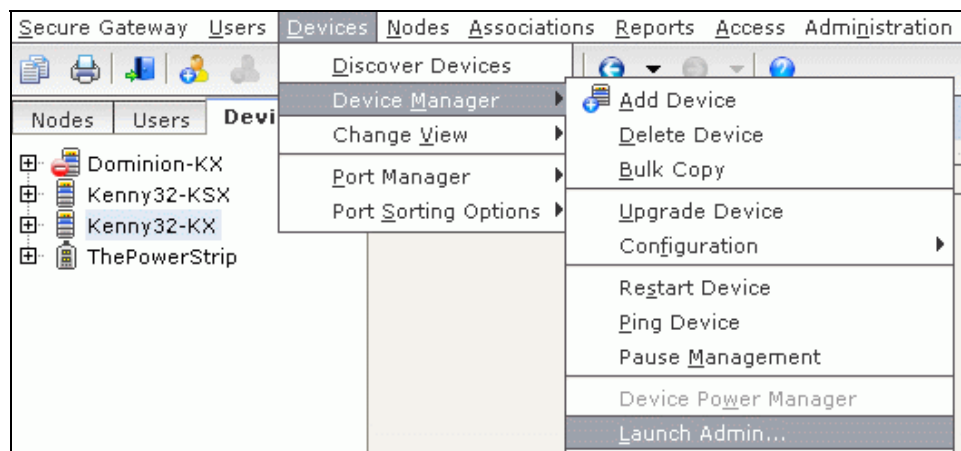 Secure Gateway Users Devices Nodes Associations Reports Access Administration
Discover Devices
Device Manager
Change View
Port Manager
Port Sorting Options
Add Device
Delete Device
Bulk Copy
Upgrade Device
Configuration
Restart Device
Ping Device
Pause Management
Device Power Manager
Launch Admin...
Nodes Users Devi
Dominion-KX
Kenny32-KSX
Kenny32-KX
ThePowerStrip